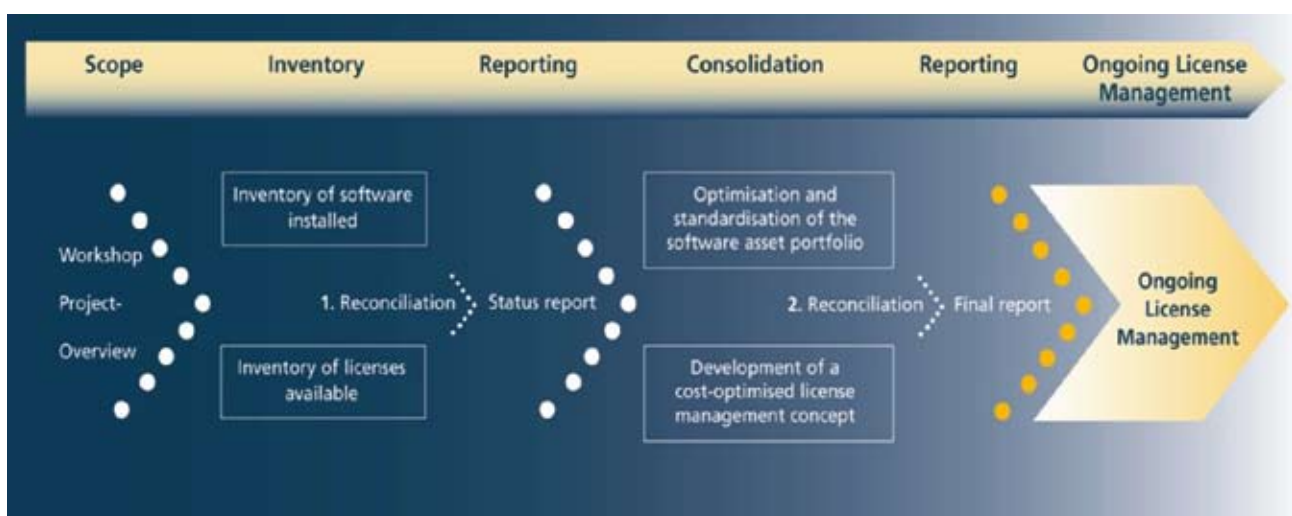 Scope
Inventory
Reporting
Consolidation
Reporting
Ongoing License
Management
Workshop
Project-
Overview
Inventory of software
installed
1. Reconciliation
Inventory of licenses
available
Status report
Optimisation and
standardisation of the
software asset portfolio
2. Reconciliation
Development of a
cost-optimised license
management concept
Final report
Ongoing
License
Management